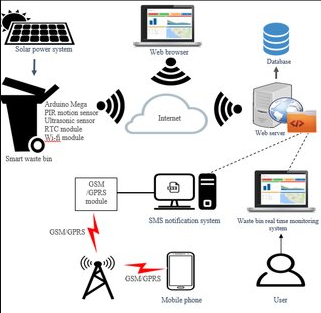 Solar power system
Web browser
Database
Arduino Mega
PIR motion sensor
Ultrasonic sensor
RTC module
Wi-fi module
Internet
Web server
Smart waste bin
GSM
/GPRS
module
SMS notification system
Waste bin real time monitoring
system
GSM/GPRS
GSM/GPRS
Mobile phone
User